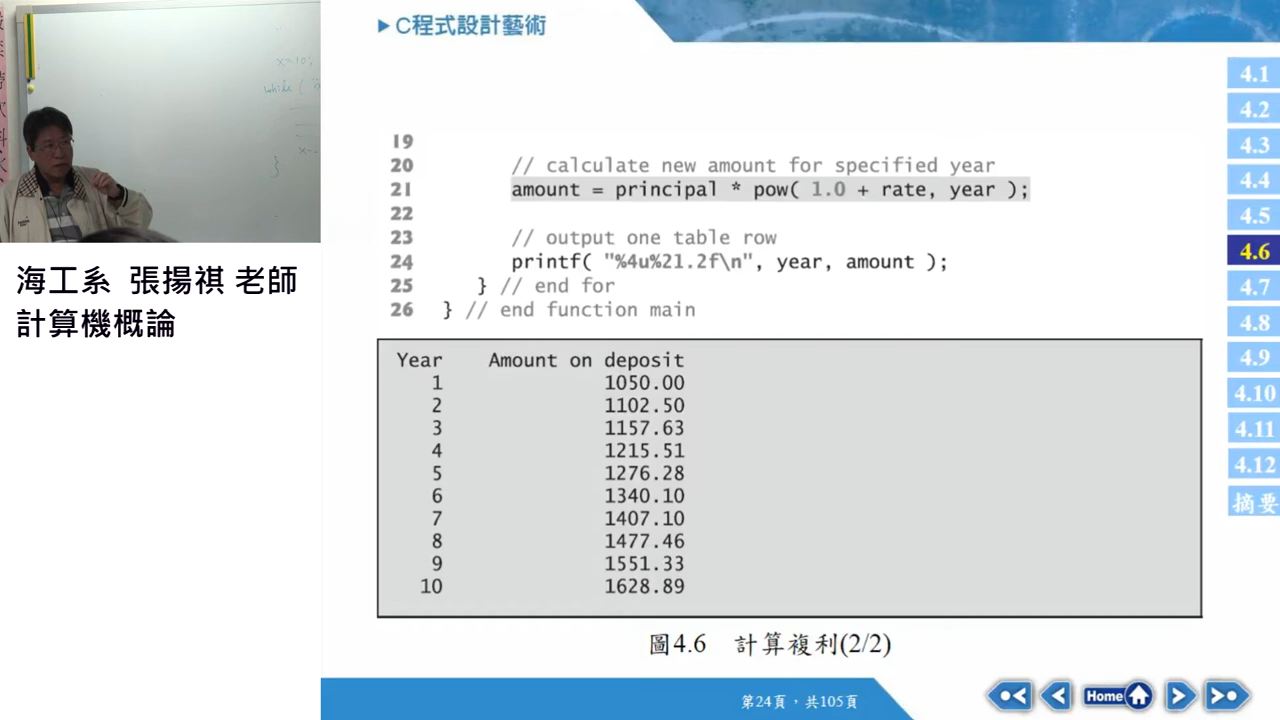 ▶ C程式設計藝術
x=10;
while (
x--
}
海工系 張揚祺 老師
計算機概論
19
20 // calculate new amount for specified year
21 amount = principal * pow( 1.0 + rate, year );
22
23 // output one table row
24 printf( "%4u%21.2f\n", year, amount );
25 } // end for
26 } // end function main
Year Amount on deposit
1 1050.00
2 1102.50
3 1157.63
4 1215.51
5 1276.28
6 1340.10
7 1407.10
8 1477.46
9 1551.33
10 1628.89
圖4.6 計算複利(2/2)
4.1
4.2
4.3
4.4
4.5
4.6
4.7
4.8
4.9
4.10
4.11
4.12
摘要
第24頁，共105頁
Home